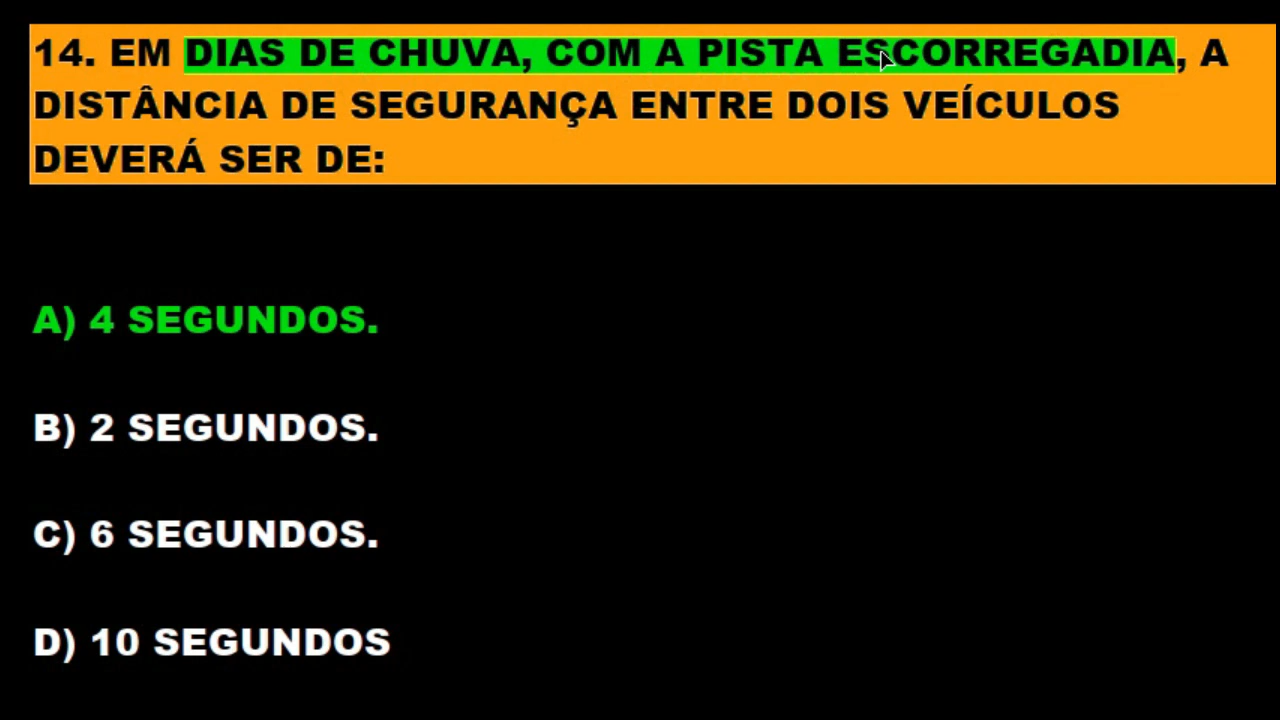 14. EM DIAS DE CHUVA, COM A PISTA ESCORREGADIA, A
DISTÂNCIA DE SEGURANÇA ENTRE DOIS VEÍCULOS
DEVERÁ SER DE:
A) 4 SEGUNDOS.
B) 2 SEGUNDOS.
C) 6 SEGUNDOS.
D) 10 SEGUNDOS